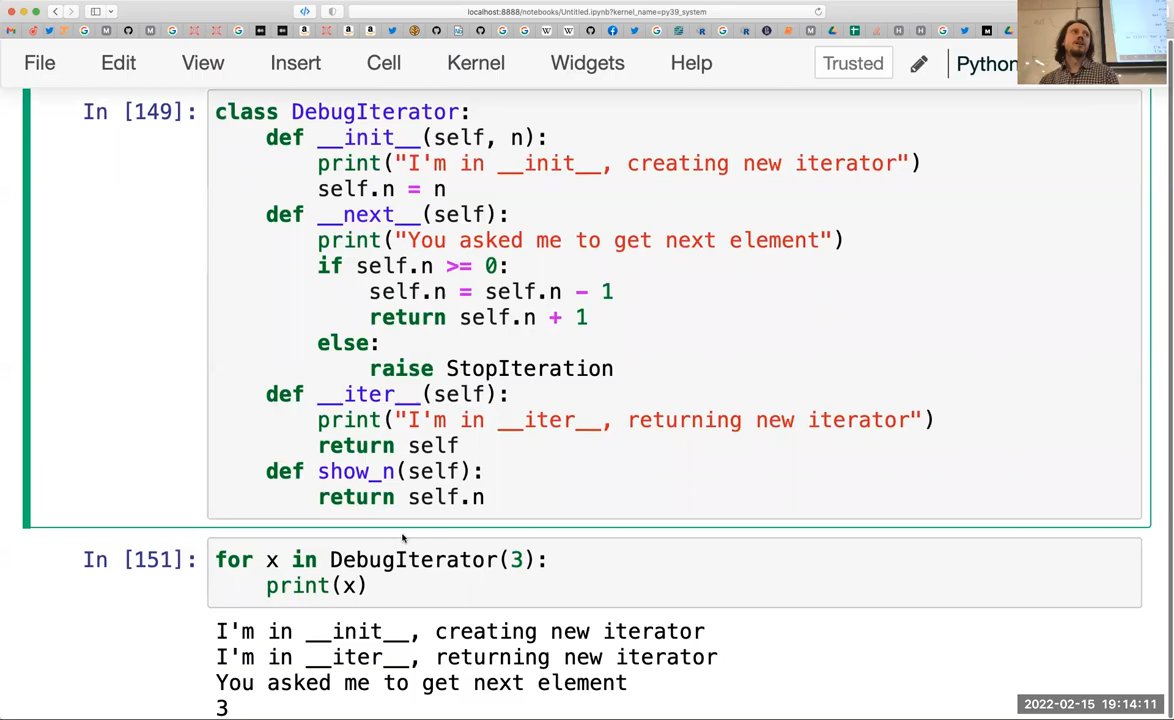 localhost:8888/notebooks/Untitled.ipynb?kernel_name=py39_system
File Edit View Insert Cell Kernel Widgets Help Trusted Python
In [149]:
class DebugIterator:
    def __init__(self, n):
        print("I'm in __init__, creating new iterator")
        self.n = n
    def __next__(self):
        print("You asked me to get next element")
        if self.n >= 0:
            self.n = self.n - 1
            return self.n + 1
        else:
            raise StopIteration
    def __iter__(self):
        print("I'm in __iter__, returning new iterator")
        return self
    def show_n(self):
        return self.n
In [151]:
for x in DebugIterator(3):
    print(x)
I'm in __init__, creating new iterator
I'm in __iter__, returning new iterator
You asked me to get next element
3
2022-02-15 19:14:11